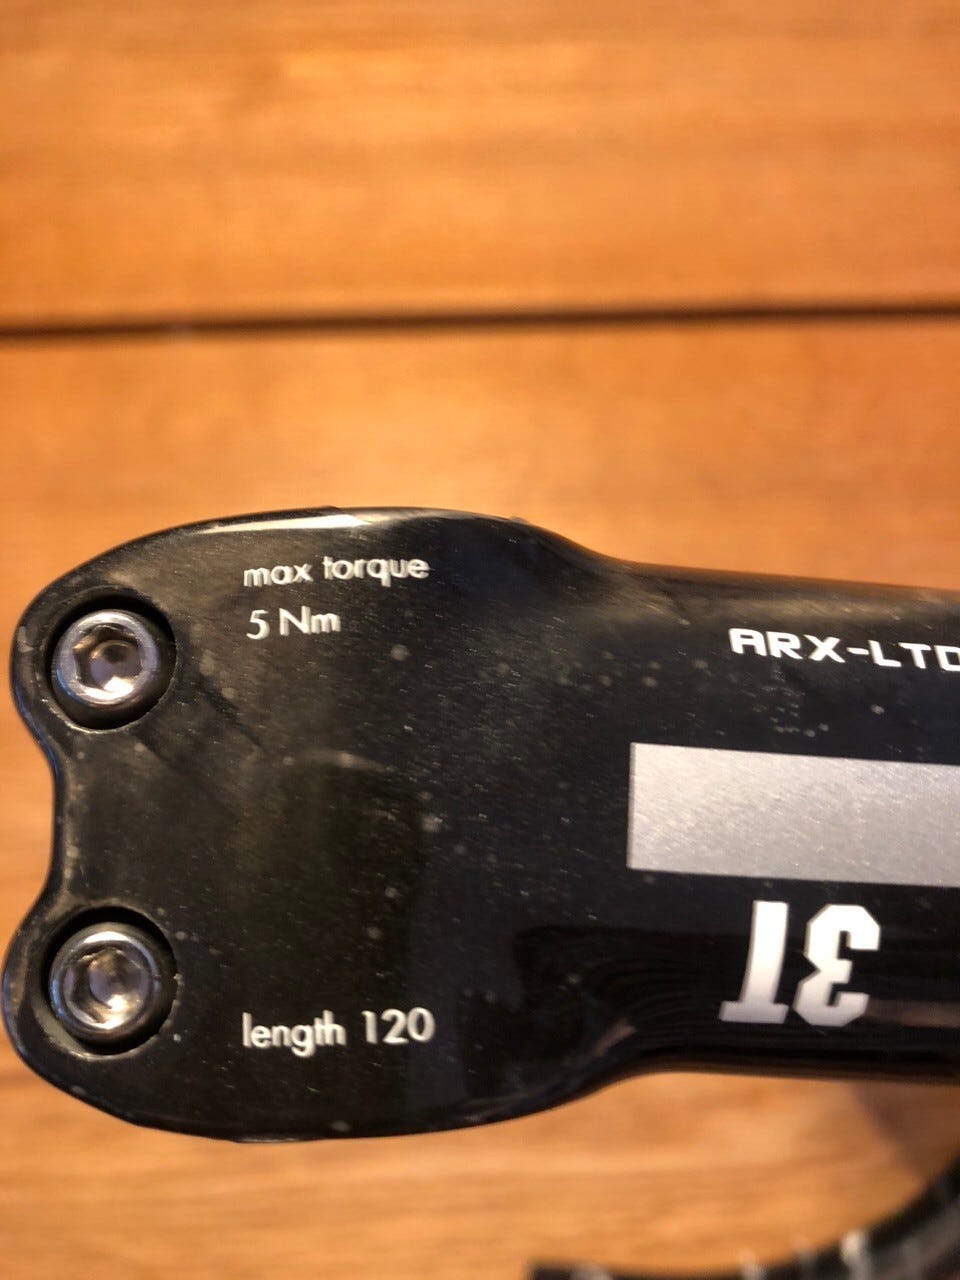 max torque
5 Nm
ARX-LTD
3T
length 120